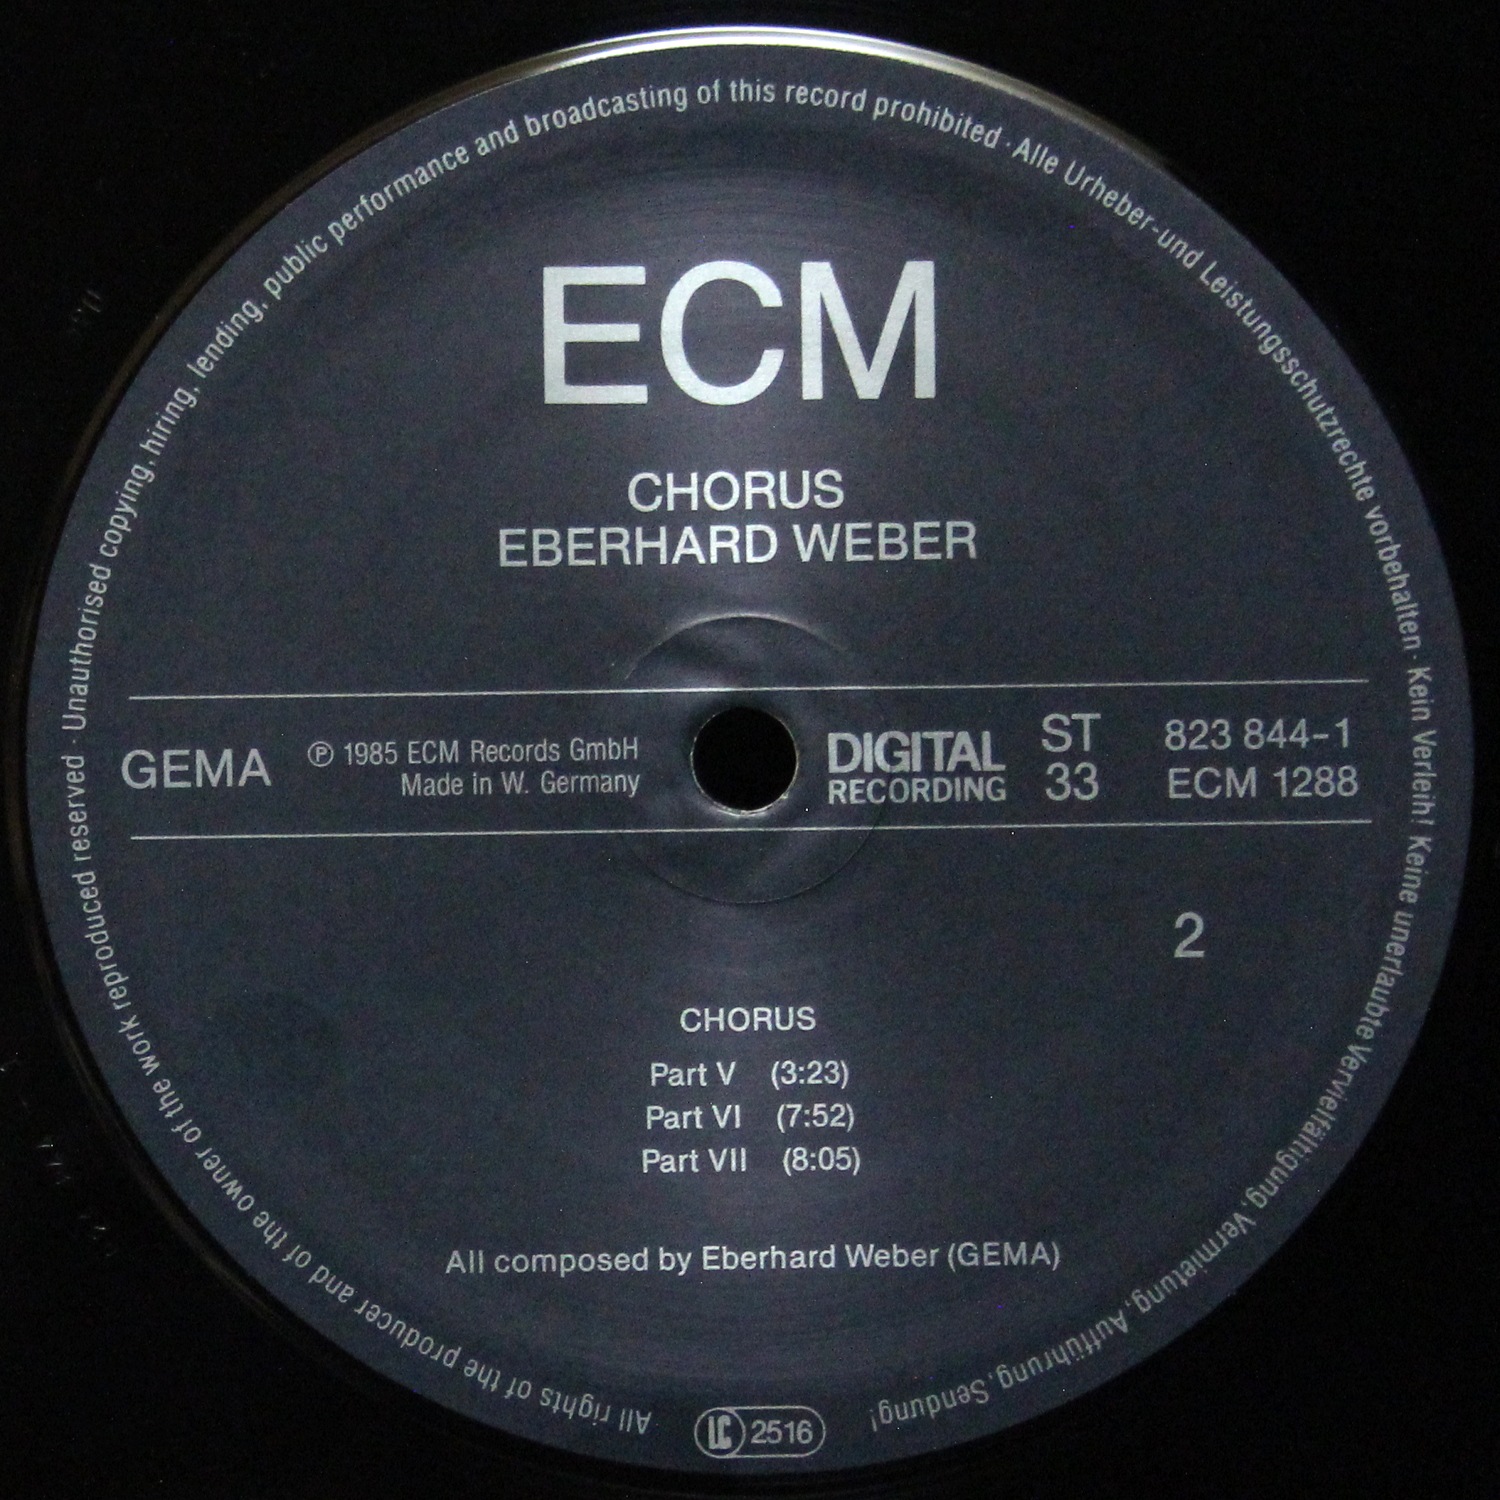 All rights of the producer and of the owner of the work reproduced reserved · Unauthorised copying, hiring, lending, public performance and broadcasting of this record prohibited · Alle Urheber-und Leistungsschutzrechte vorbehalten · Kein Verleih! Keine unerlaubte Vervielfältigung, Vermietung, Aufführung, Sendung!
ECM
CHORUS
EBERHARD WEBER
GEMA
℗ 1985 ECM Records GmbH
Made in W. Germany
DIGITAL
RECORDING
ST
33
823 844-1
ECM 1288
2
CHORUS
Part V (3:23)
Part VI (7:52)
Part VII (8:05)
All composed by Eberhard Weber (GEMA)
LC 2516